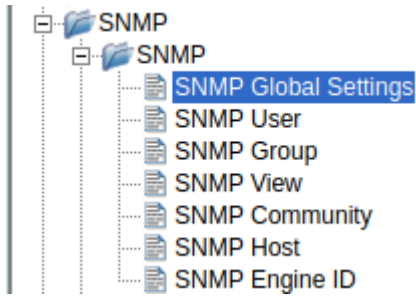 SNMP
SNMP
SNMP Global Settings
SNMP User
SNMP Group
SNMP View
SNMP Community
SNMP Host
SNMP Engine ID